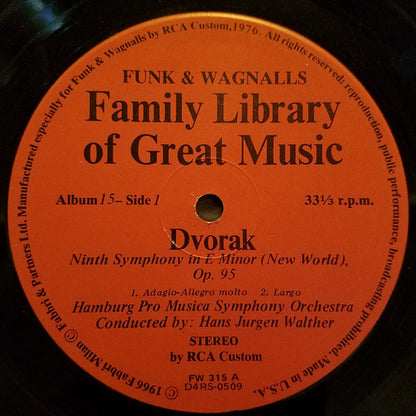 © 1966 Fabbri Milan © Fabbri & Partners Ltd. Manufactured especially for Funk & Wagnalls by RCA Custom, 1976. All rights reserved; reproduction, public performance, broadcasting prohibited. Made in U.S.A.
FUNK & WAGNALLS
Family Library
of Great Music
Album 15 – Side 1 33⅓ r.p.m.
Dvorak
Ninth Symphony in E Minor (New World),
Op. 95
1. Adagio-Allegro molto 2. Largo
Hamburg Pro Musica Symphony Orchestra
Conducted by: Hans Jurgen Walther
STEREO
by RCA Custom
FW 315 A
D4RS-0509